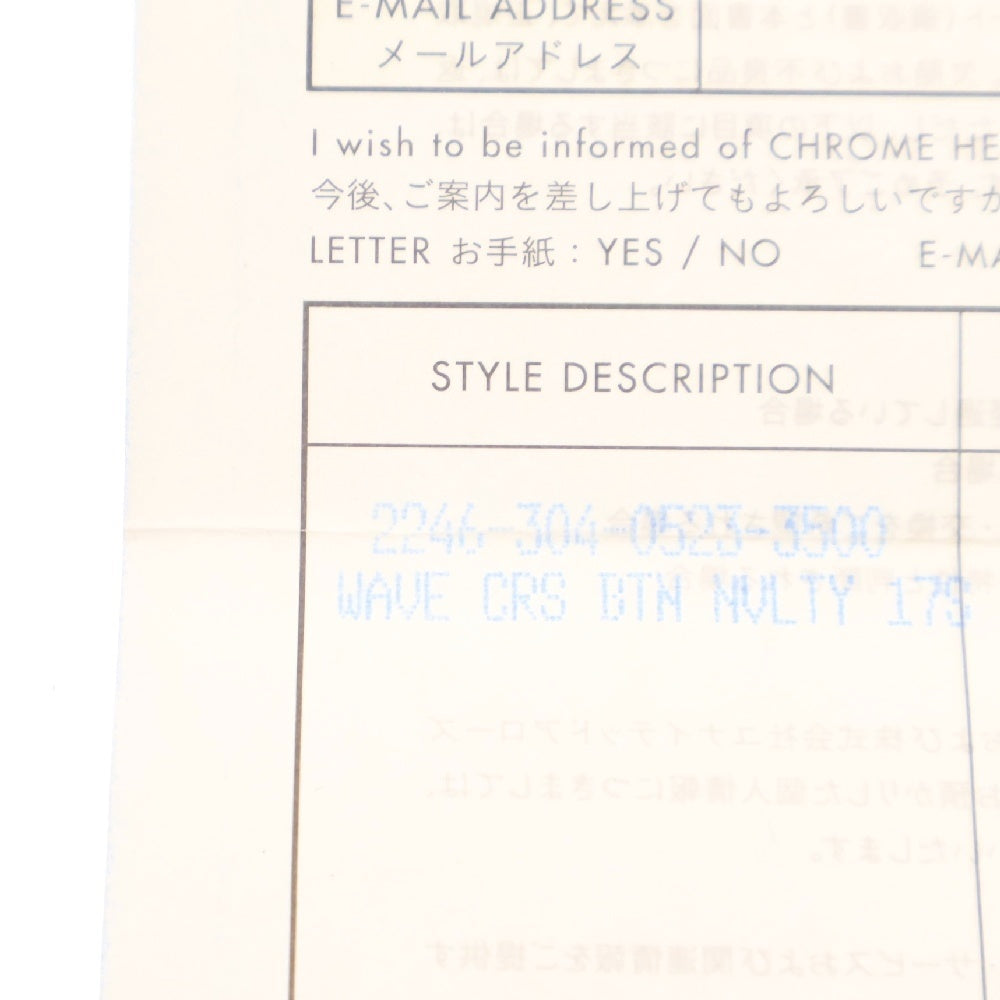 E-MAIL ADDRESS
メールアドレス
I wish to be informed of CHROME HE
今後、ご案内を差し上げてもよろしいですか
LETTER お手紙 : YES / NO E-MA
STYLE DESCRIPTION
2246-304-0523-3500
WAVE CRS BTN NVLTY 17S